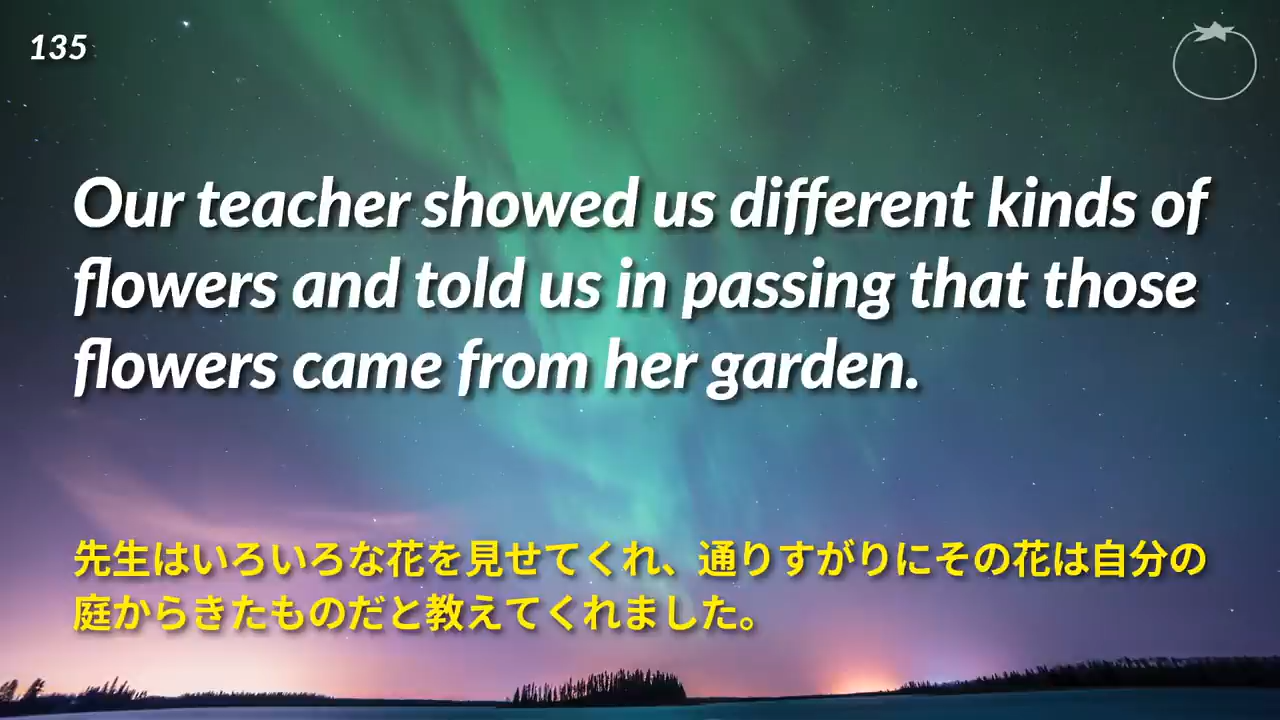 135
Our teacher showed us different kinds of
flowers and told us in passing that those
flowers came from her garden.
先生はいろいろな花を見せてくれ、通りすがりにその花は自分の
庭からきたものだと教えてくれました。